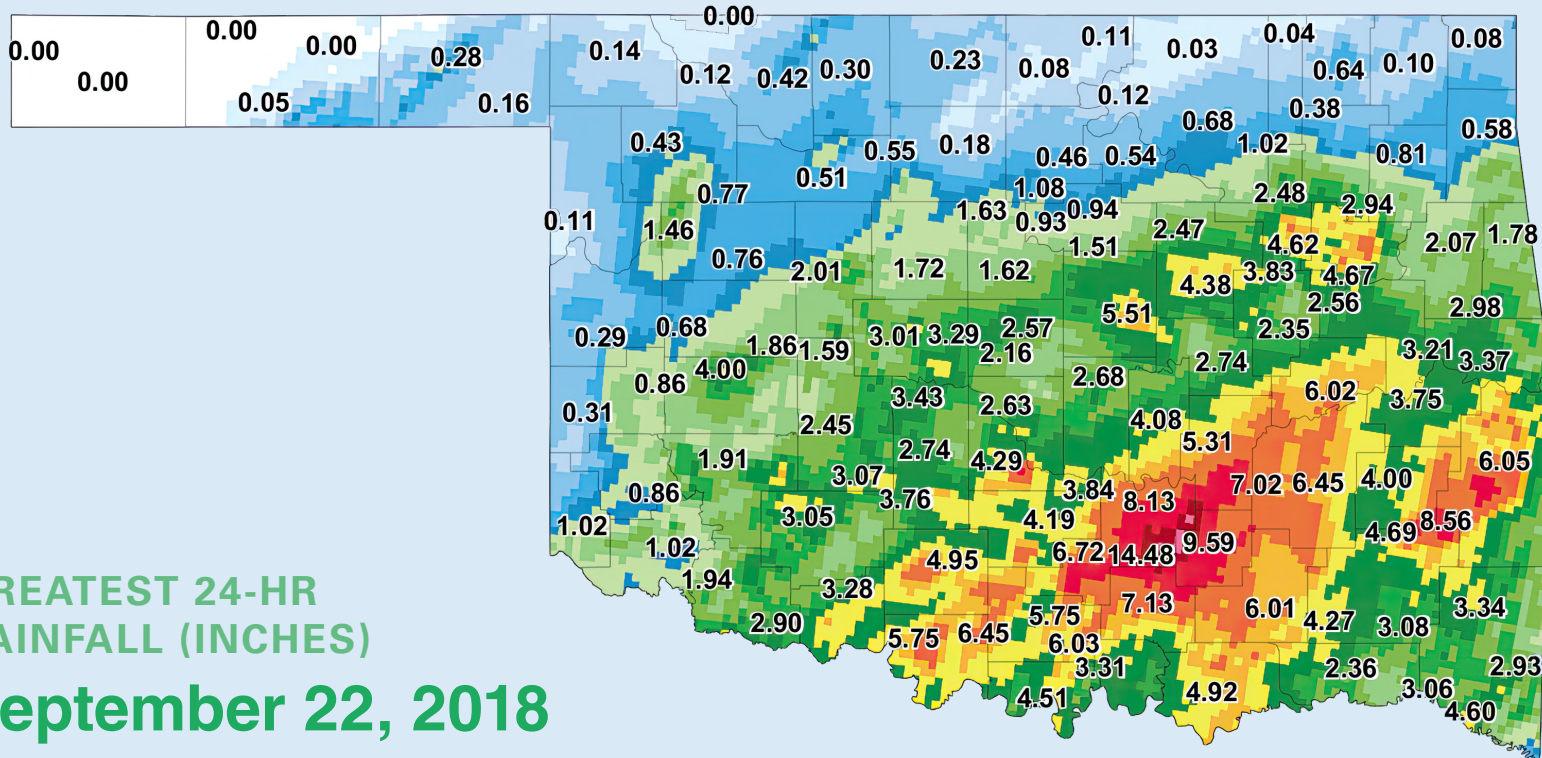 0.00
0.00 0.00 0.11 0.04 0.08
0.00 0.28 0.14 0.23 0.03
0.00 0.12 0.42 0.30 0.08 0.64 0.10
0.05 0.16 0.12 0.38
0.43 0.55 0.18 0.68 0.58
0.51 0.46 0.54 1.02 0.81
0.77 1.08 2.48
0.11 1.46 1.63 0.93 0.94 2.47 2.94 1.78
0.76 1.51 4.62 2.07
2.01 1.72 1.62 4.38 3.83 4.67
5.51 2.56 2.98
0.29 0.68 3.01 3.29 2.57 2.35
1.86 1.59 2.16 3.21
0.86 4.00 2.68 2.74 3.37
0.31 3.43 2.63 6.02 3.75
2.45 4.08
1.91 2.74 4.29 5.31 6.05
0.86 3.07 3.84 7.02 6.45 4.00
1.02 3.05 3.76 4.19 8.13 8.56
1.02 4.95 6.72 14.48 9.59 4.69
1.94 3.28
REATEST 24-HR
2.90 5.75 7.13 6.01 4.27 3.34
AINFALL (INCHES)
5.75 6.45 6.03 3.08
3.31 2.36 2.93
eptember 22, 2018
4.51 4.92 3.06
4.60